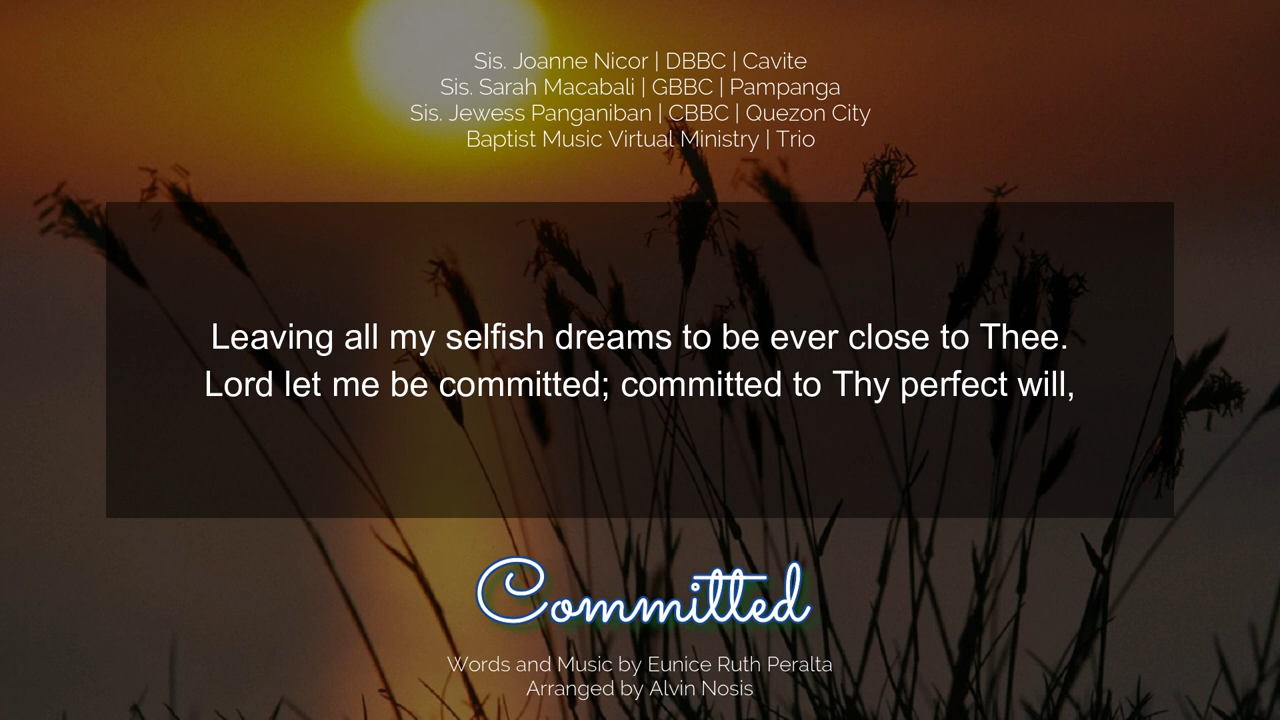 Sis. Joanne Nicor | DBBC | Cavite
Sis. Sarah Macabali | GBBC | Pampanga
Sis. Jewess Panganiban | CBBC | Quezon City
Baptist Music Virtual Ministry | Trio
Leaving all my selfish dreams to be ever close to Thee.
Lord let me be committed; committed to Thy perfect will,
Committed
Words and Music by Eunice Ruth Peralta
Arranged by Alvin Nosis